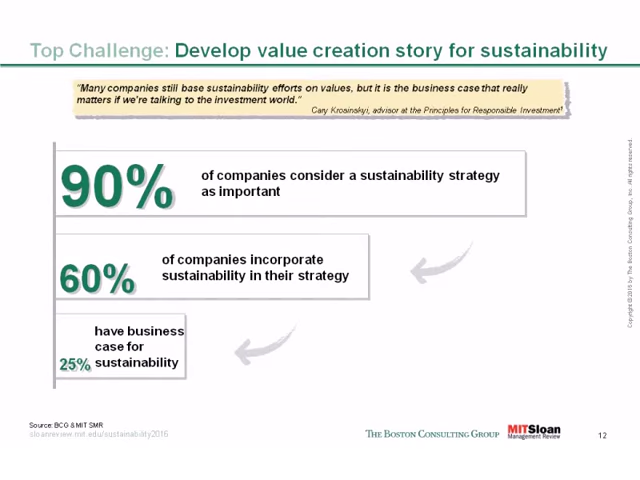 Top Challenge: Develop value creation story for sustainability
"Many companies still base sustainability efforts on values, but it is the business case that really
matters if we're talking to the investment world."
Cary Krosinskyi, advisor at the Principles for Responsible Investment¹
90% of companies consider a sustainability strategy
as important
60% of companies incorporate
sustainability in their strategy
have business
case for
25% sustainability
Copyright © 2016 by The Boston Consulting Group, Inc. All rights reserved.
Source: BCG & MIT SMR
sloanreview.mit.edu/sustainability2016
THE BOSTON CONSULTING GROUP
MITSloan
Management Review
12